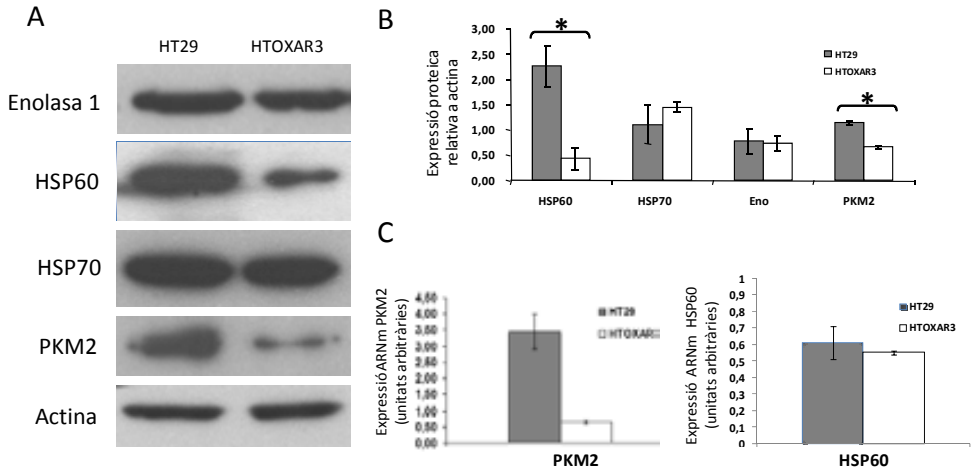 A
HT29 HTOXAR3
Enolasa 1
HSP60
HSP70
PKM2
Actina
B
Expressió proteica
relativa a actina
3,00
2,50
2,00
1,50
1,00
0,50
0,00
*
*
HT29
HTOXAR3
HSP60 HSP70 Eno PKM2
C
Expressió ARNm PKM2
(unitats arbitràries)
4,50
4,00
3,50
3,00
2,50
2,00
1,50
1,00
0,50
0,00
HT29
HTOXAR3
PKM2
Expressió ARNm HSP60
(unitats arbitràries)
1
0,9
0,8
0,7
0,6
0,5
0,4
0,3
0,2
0,1
0
HT29
HTOXAR3
HSP60